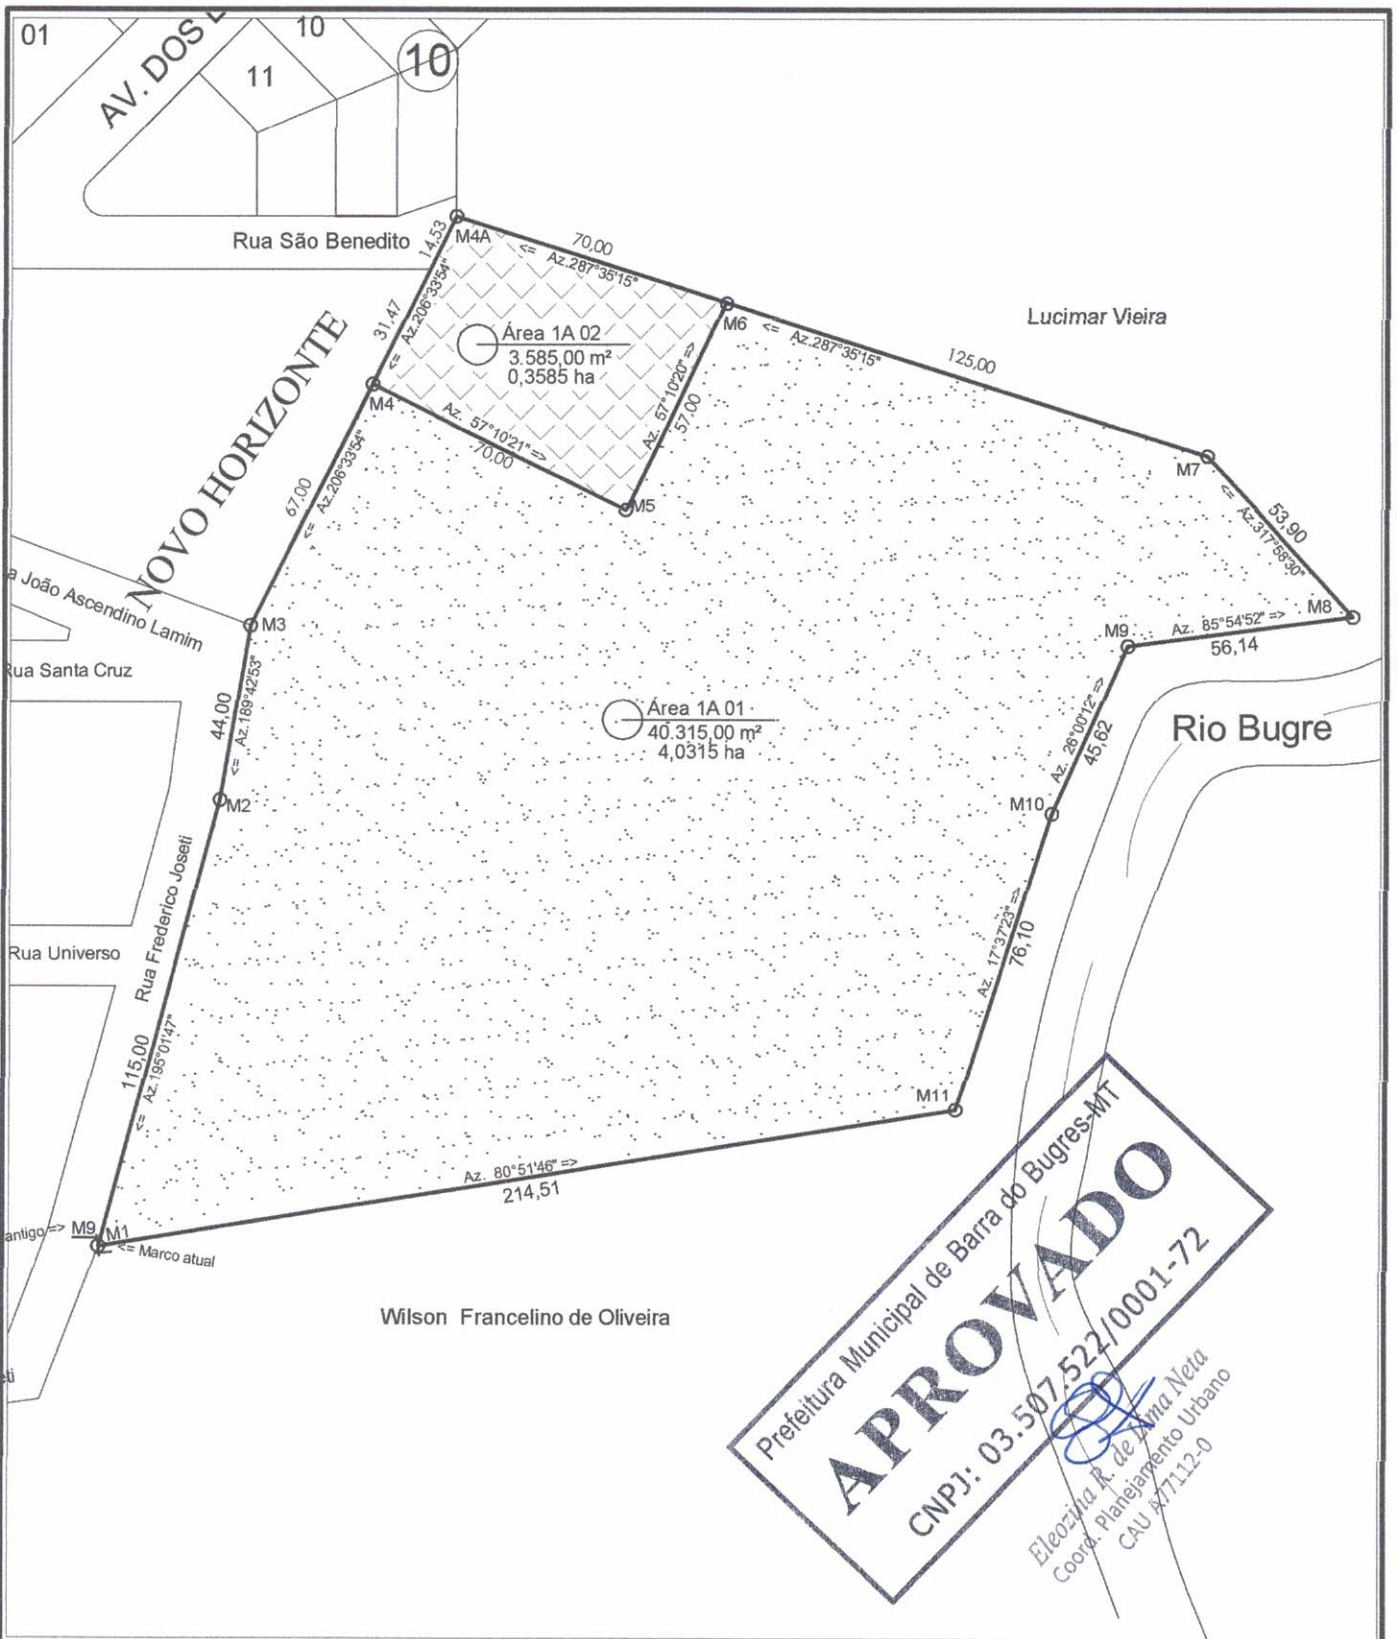 01
AV. DOS
10
11
10
Rua São Benedito
14,53
M4A
70,00
<= Az.287°35'15"
31,47
<= Az.206°33'54"
Área 1A 02
3.585,00 m²
0,3585 ha
M6
<= Az.287°35'15"
125,00
Lucimar Vieira
NOVO HORIZONTE
M4
Az. 57°10'21" =>
70,00
Az. 57°10'20" =>
57,00
M5
M7
53,90
<= Az.317°58'30"
67,00
<= Az.206°33'54"
a João Ascendino Lamim
M3
M8
M9
Az. 85°54'52" =>
56,14
Rua Santa Cruz
44,00
<= Az.189°42'53"
Área 1A 01
40.315,00 m²
4,0315 ha
Az. 26°00'12" =>
45,62
Rio Bugre
M2
M10
Rua Frederico Joseti
Rua Universo
Az. 17°37'23" =>
76,10
115,00
<= Az.195°01'47"
M11
Az. 80°51'46" =>
214,51
antigo => M9
M1
<= Marco atual
Wilson Francelino de Oliveira
eti
Prefeitura Municipal de Barra do Bugres-MT
APROVADO
CNPJ: 03.507.522/0001-72
Eleozina R. de Lima Neta
Coord. Planejamento Urbano
CAU A77112-0